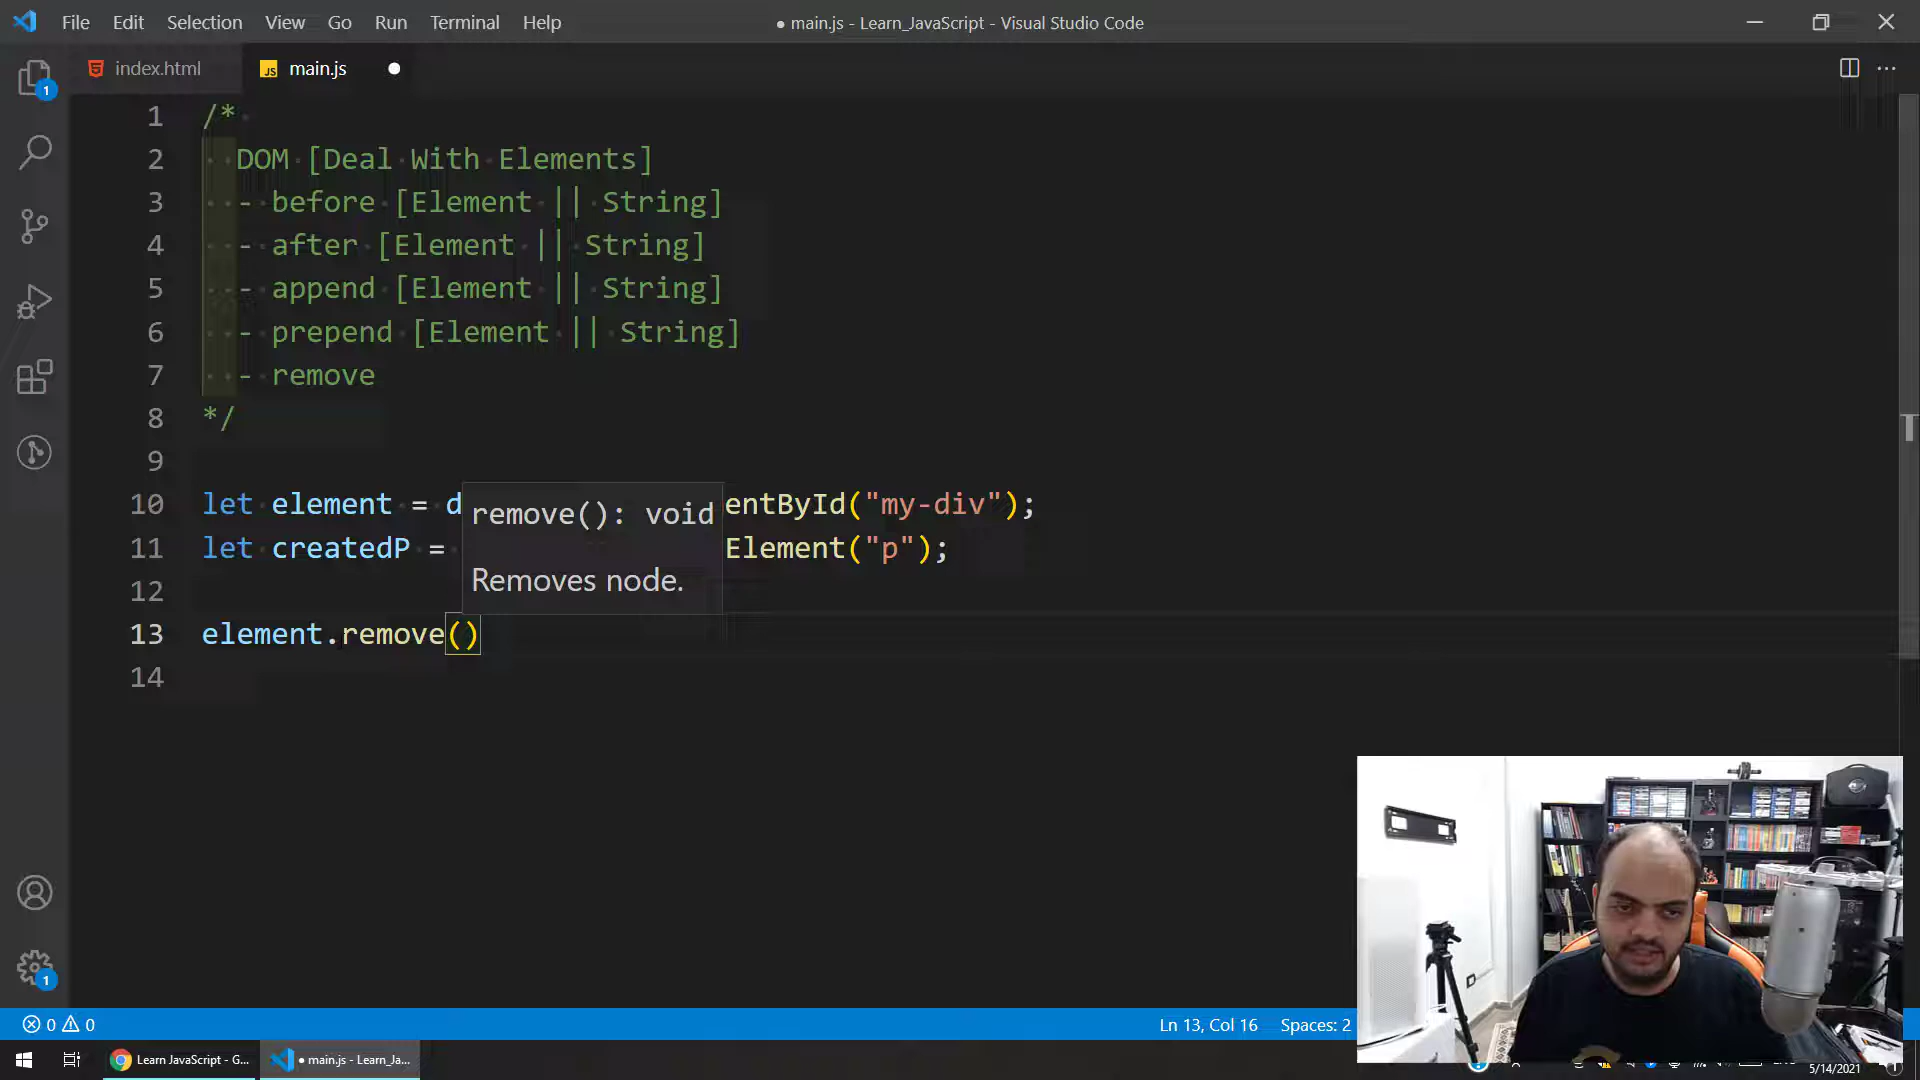 File Edit Selection View Go Run Terminal Help
● main.js - Learn_JavaScript - Visual Studio Code
index.html
JS main.js
1
1 /*
2 DOM [Deal With Elements]
3 - before [Element || String]
4 - after [Element || String]
5 - append [Element || String]
6 - prepend [Element || String]
7 - remove
8 */
9
10 let element = d entById("my-div");
remove(): void
11 let createdP = Element("p");
Removes node.
12
13 element.remove()
14
1
0 0
Ln 13, Col 16 Spaces: 2
Learn JavaScript - G...
● main.js - Learn_Ja...
5/14/2021